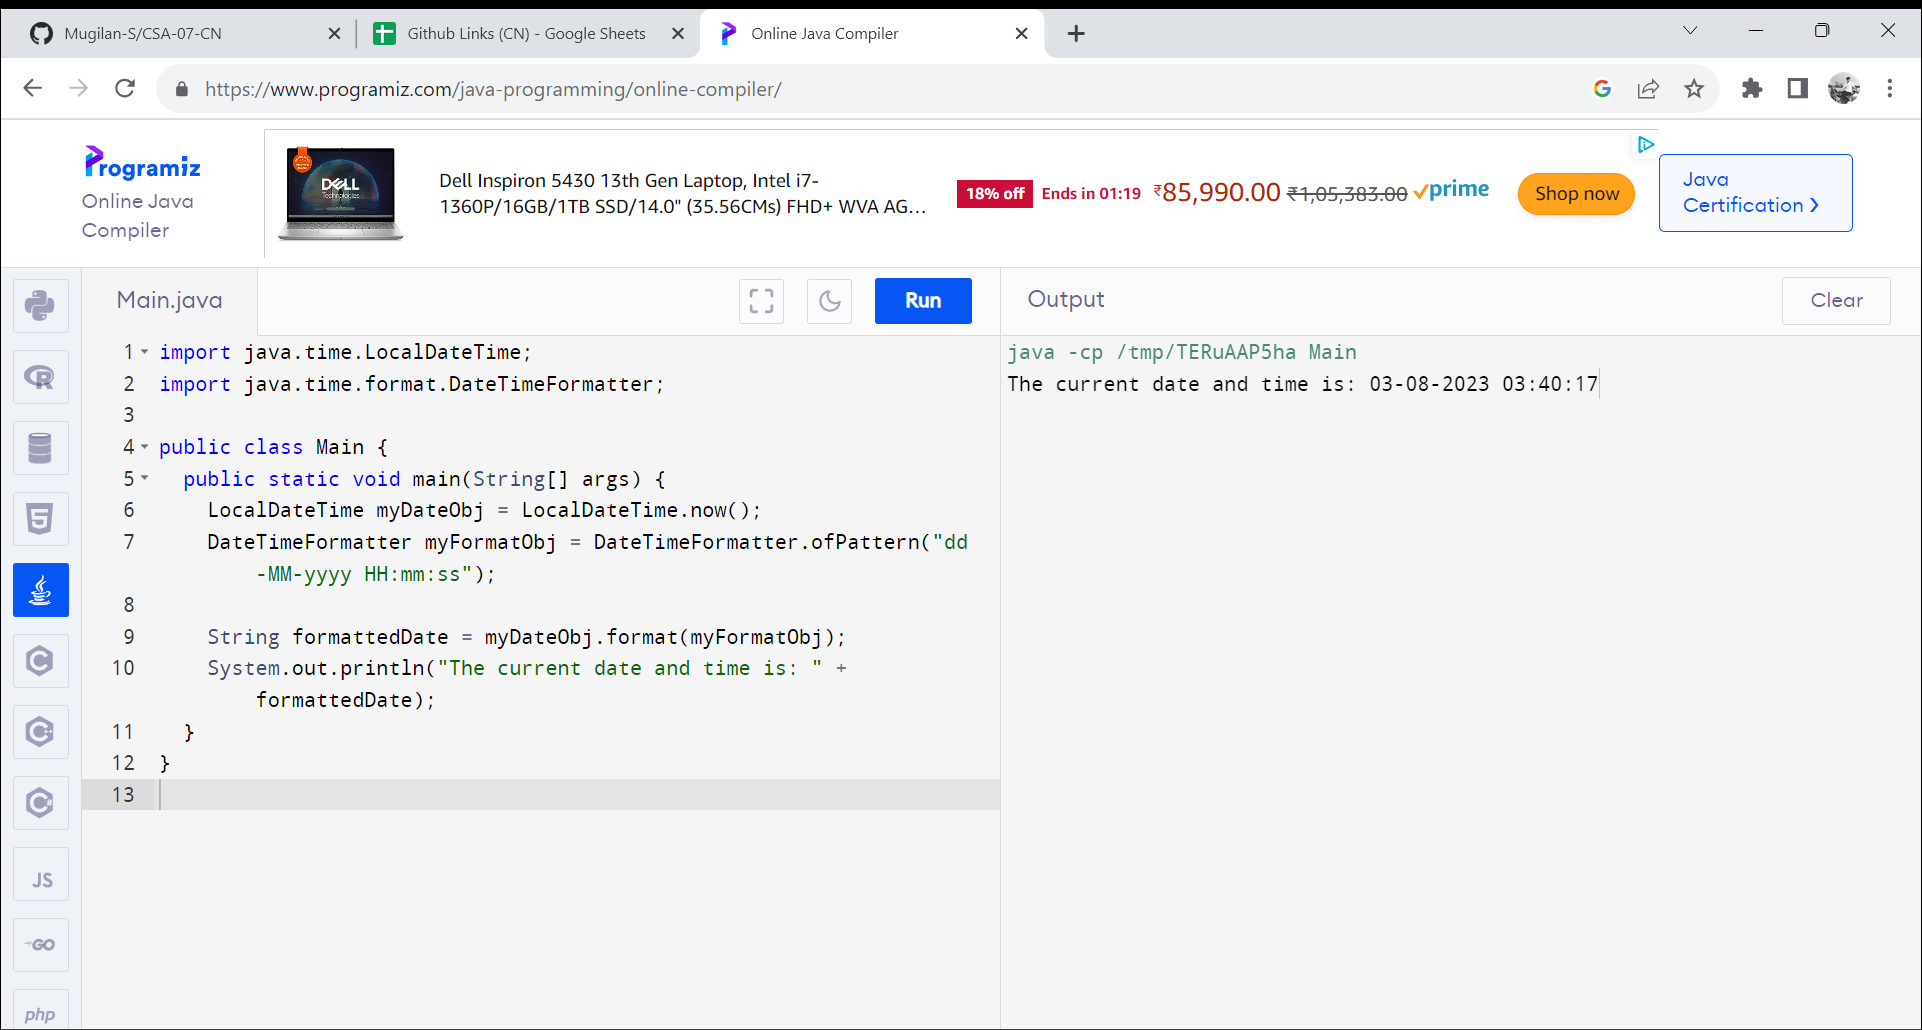 Mugilan-S/CSA-07-CN
Github Links (CN) - Google Sheets
Online Java Compiler
https://www.programiz.com/java-programming/online-compiler/
Programiz
Online Java
Compiler
DELL
Technologies
Dell Inspiron 5430 13th Gen Laptop, Intel i7-
1360P/16GB/1TB SSD/14.0" (35.56CMs) FHD+ WVA AG...
18% off
Ends in 01:19
₹85,990.00
₹1,05,383.00
prime
Shop now
Java
Certification
Main.java
Run
Output
Clear
1 import java.time.LocalDateTime;
2 import java.time.format.DateTimeFormatter;
3
4 public class Main {
5 public static void main(String[] args) {
6 LocalDateTime myDateObj = LocalDateTime.now();
7 DateTimeFormatter myFormatObj = DateTimeFormatter.ofPattern("dd
-MM-yyyy HH:mm:ss");
8
9 String formattedDate = myDateObj.format(myFormatObj);
10 System.out.println("The current date and time is: " +
formattedDate);
11 }
12 }
13
java -cp /tmp/TERuAAP5ha Main
The current date and time is: 03-08-2023 03:40:17
R
5
C
C++
C#
JS
GO
php